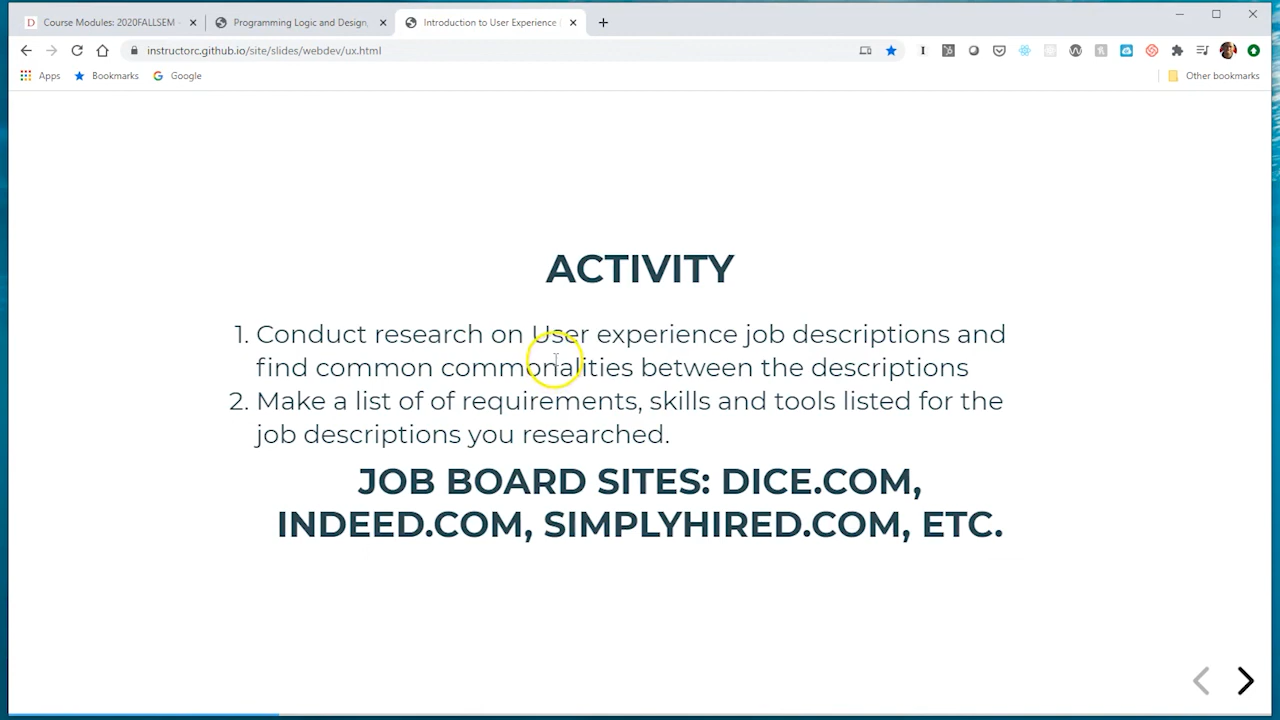 Course Modules: 2020FALLSEM
Programming Logic and Design,
Introduction to User Experience
instructorc.github.io/site/slides/webdev/ux.html
Apps
Bookmarks
Google
Other bookmarks
ACTIVITY
1. Conduct research on User experience job descriptions and
find common commonalities between the descriptions
2. Make a list of of requirements, skills and tools listed for the
job descriptions you researched.
JOB BOARD SITES: DICE.COM,
INDEED.COM, SIMPLYHIRED.COM, ETC.